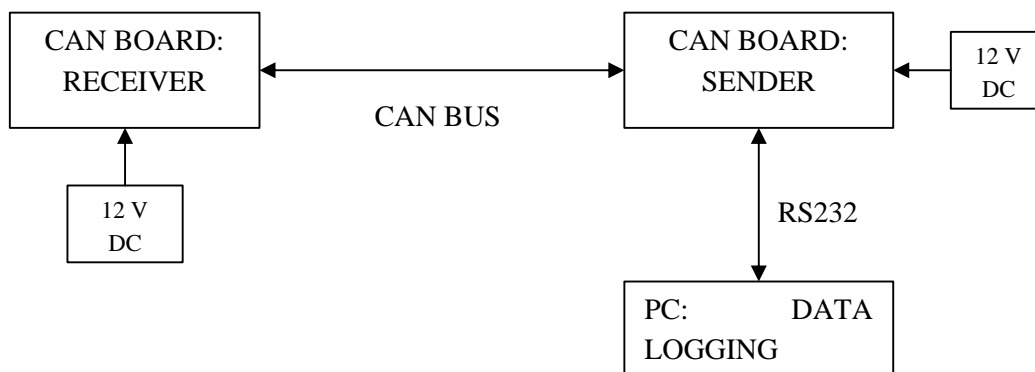 CAN BOARD:
RECEIVER
CAN BUS
CAN BOARD:
SENDER
12 V
DC
12 V
DC
RS232
PC: DATA
LOGGING